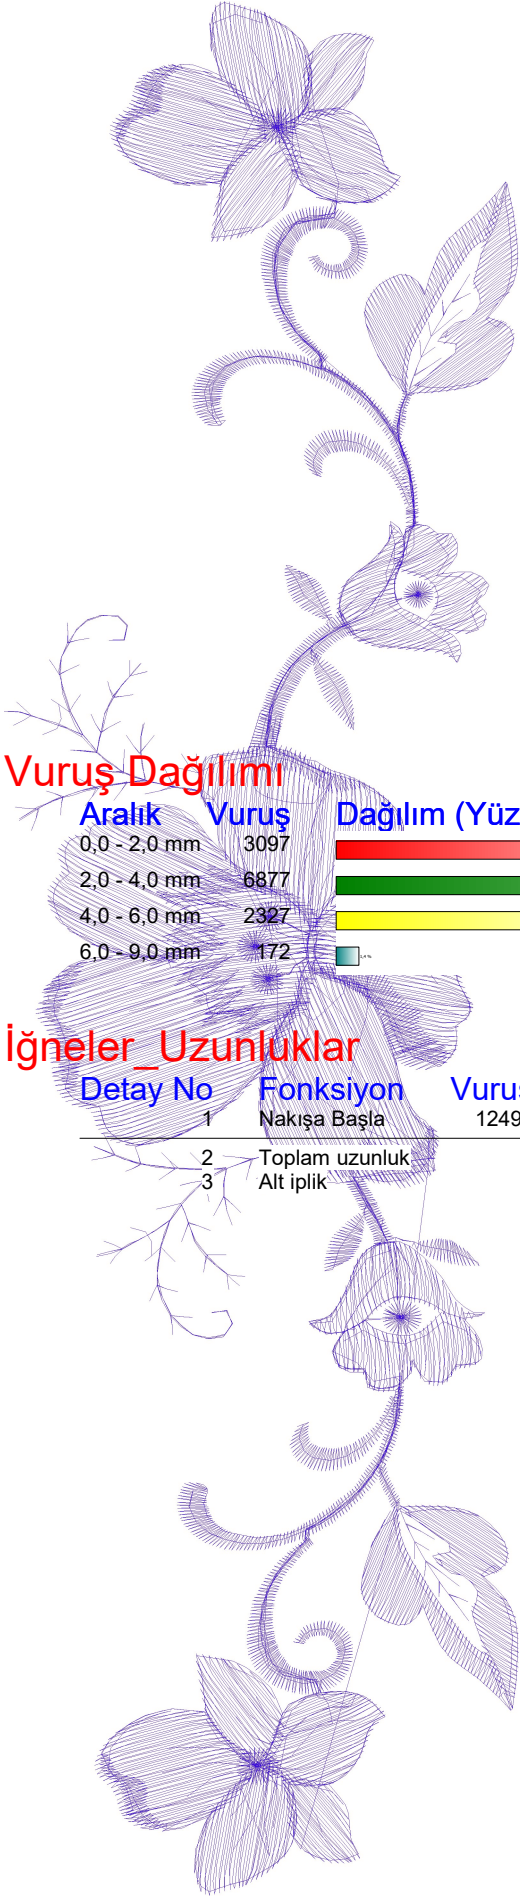 Vuruş Dağılımı
Aralık Vuruş Dağılım (Yüz
0,0 - 2,0 mm 3097
2,0 - 4,0 mm 6877
4,0 - 6,0 mm 2327
6,0 - 9,0 mm 172
İğneler_Uzunluklar
Detay No Fonksiyon Vuruş
1 Nakışa Başla 1249
2 Toplam uzunluk
3 Alt iplik